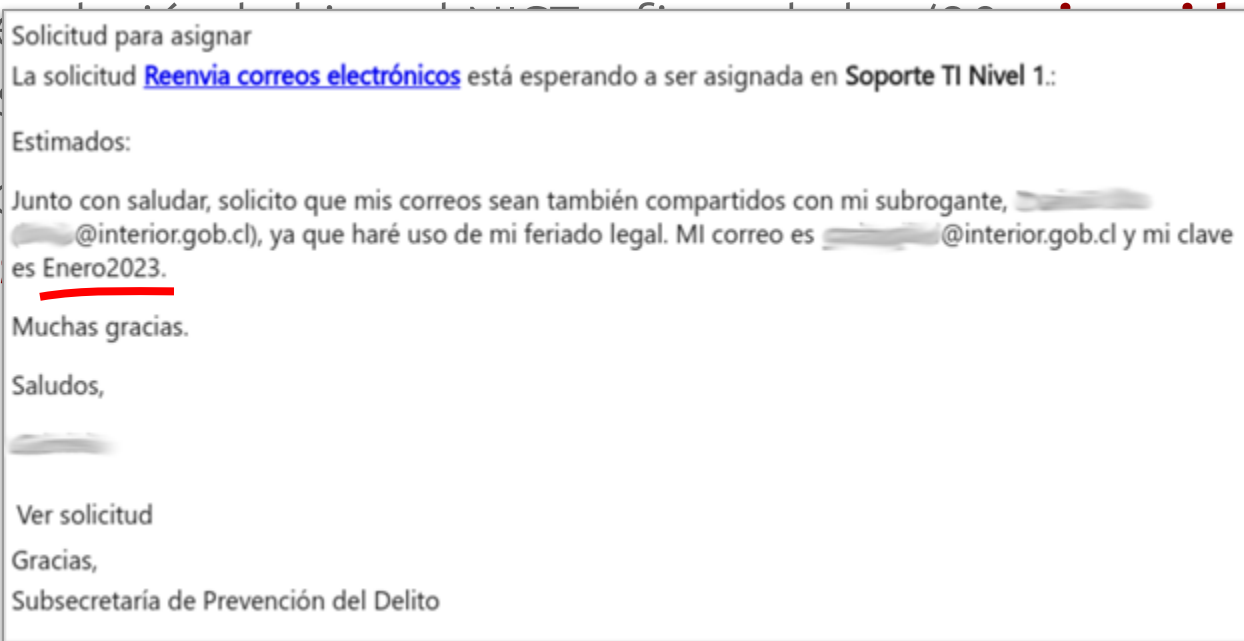 Solicitud para asignar
La solicitud Reenvia correos electrónicos está esperando a ser asignada en Soporte TI Nivel 1.:
Estimados:
Junto con saludar, solicito que mis correos sean también compartidos con mi subrogante,
@interior.gob.cl), ya que haré uso de mi feriado legal. MI correo es @interior.gob.cl y mi clave
es Enero2023.
Muchas gracias.
Saludos,
Ver solicitud
Gracias,
Subsecretaría de Prevención del Delito